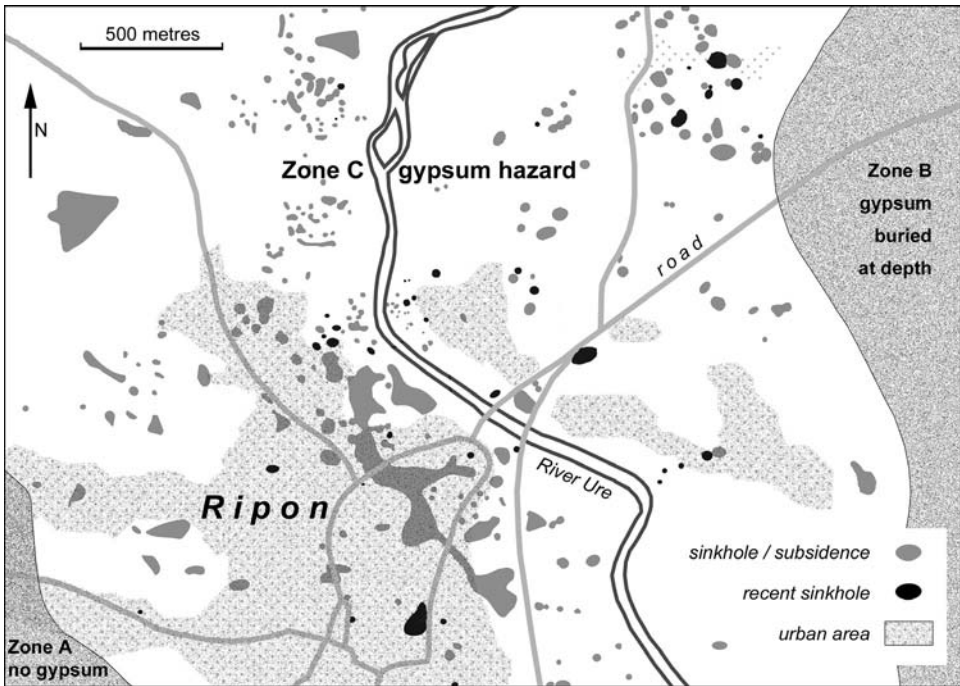 500 metres
N
Zone C gypsum hazard
Zone B
gypsum
buried
at depth
road
Ripon
River Ure
sinkhole / subsidence
recent sinkhole
urban area
Zone A
no gypsum